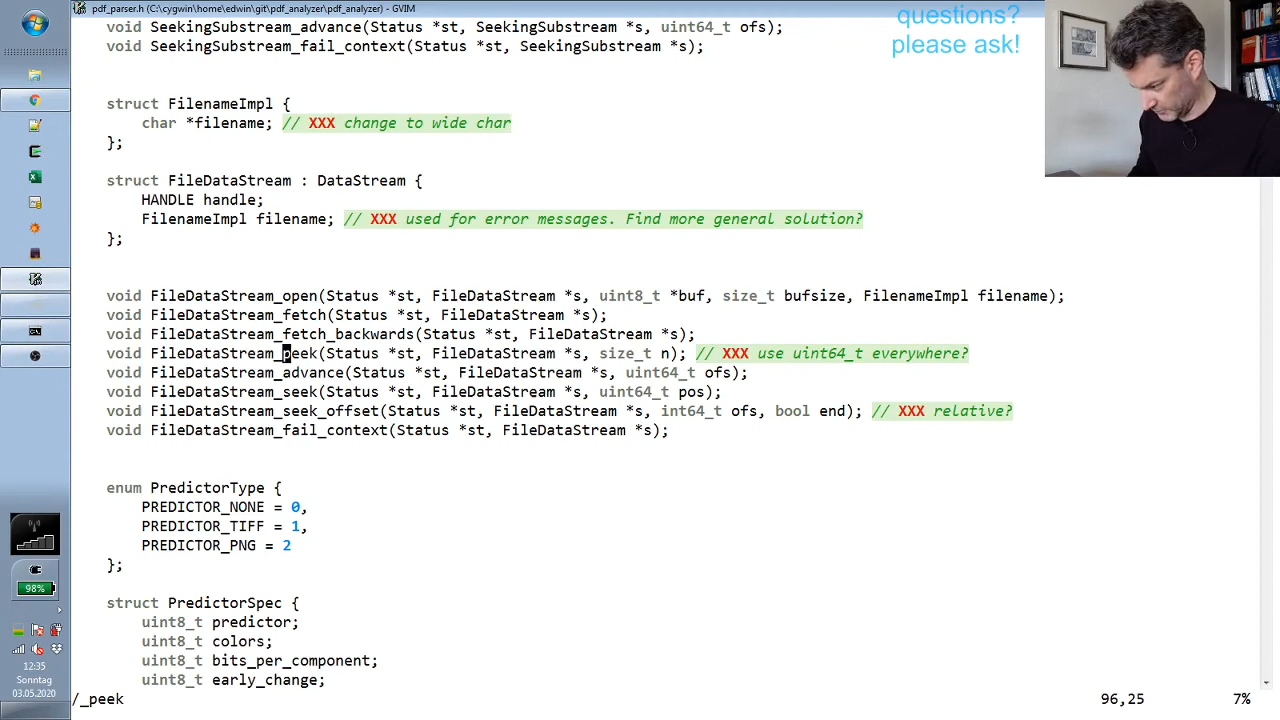 pdf_parser.h (C:\cygwin\home\edwin\git\pdf_analyzer\pdf_analyzer) - GVIM
void SeekingSubstream_advance(Status *st, SeekingSubstream *s, uint64_t ofs);
void SeekingSubstream_fail_context(Status *st, SeekingSubstream *s);
questions?
please ask!
struct FilenameImpl {
char *filename; // XXX change to wide char
};
struct FileDataStream : DataStream {
HANDLE handle;
FilenameImpl filename; // XXX used for error messages. Find more general solution?
};
void FileDataStream_open(Status *st, FileDataStream *s, uint8_t *buf, size_t bufsize, FilenameImpl filename);
void FileDataStream_fetch(Status *st, FileDataStream *s);
void FileDataStream_fetch_backwards(Status *st, FileDataStream *s);
void FileDataStream_peek(Status *st, FileDataStream *s, size_t n); // XXX use uint64_t everywhere?
void FileDataStream_advance(Status *st, FileDataStream *s, uint64_t ofs);
void FileDataStream_seek(Status *st, FileDataStream *s, uint64_t pos);
void FileDataStream_seek_offset(Status *st, FileDataStream *s, int64_t ofs, bool end); // XXX relative?
void FileDataStream_fail_context(Status *st, FileDataStream *s);
enum PredictorType {
PREDICTOR_NONE = 0,
PREDICTOR_TIFF = 1,
PREDICTOR_PNG = 2
};
struct PredictorSpec {
uint8_t predictor;
uint8_t colors;
uint8_t bits_per_component;
uint8_t early_change;
/_peek 96,25 7%
98%
12:35
Sonntag
03.05.2020